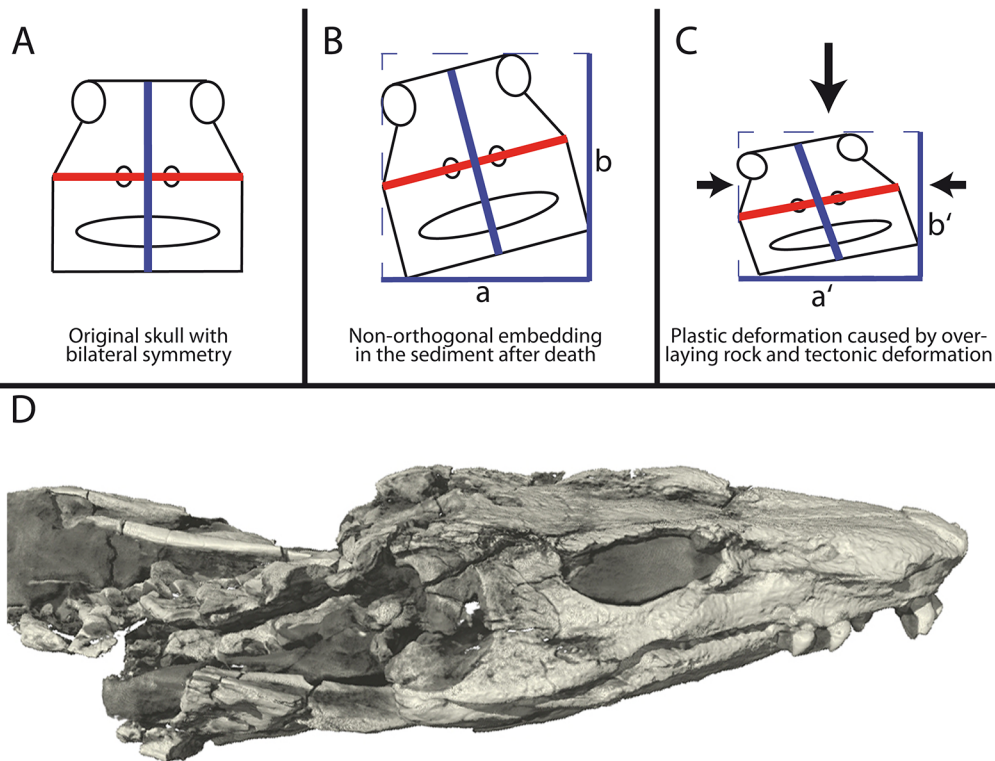 A
B
C
b
a
b‘
a‘
Original skull with
bilateral symmetry
Non-orthogonal embedding
in the sediment after death
Plastic deformation caused by over-
laying rock and tectonic deformation
D